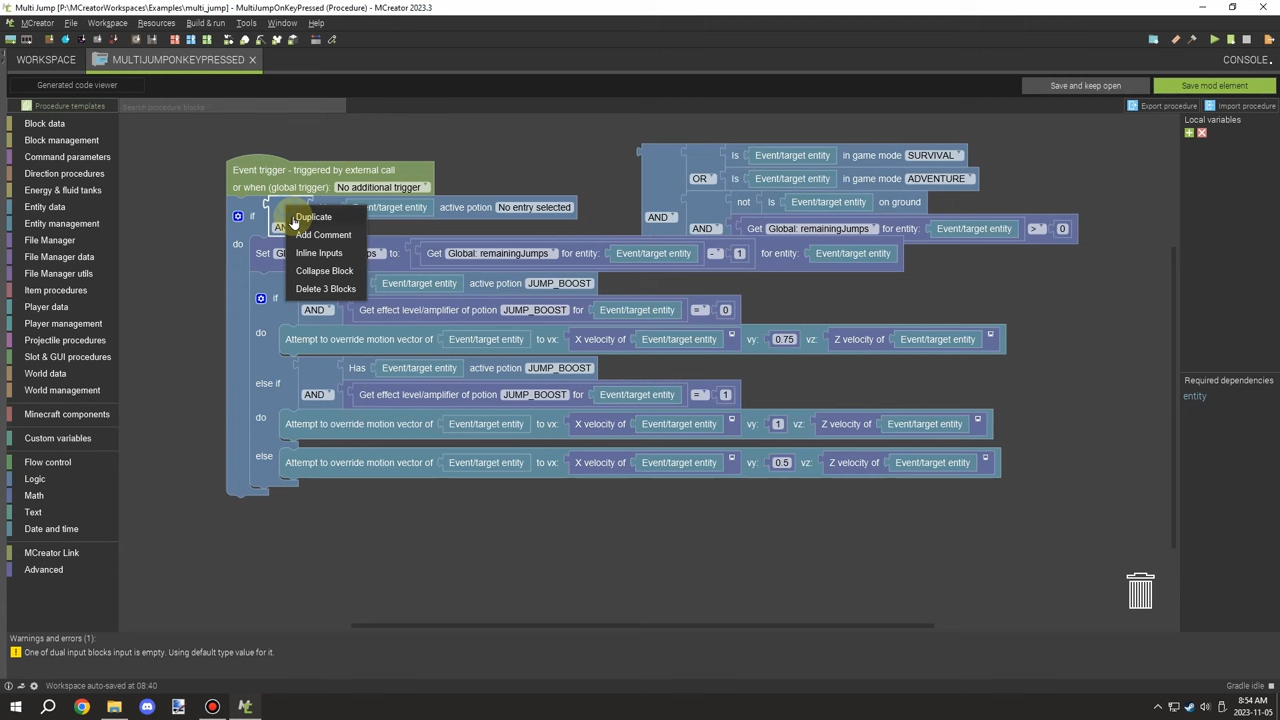 Multi Jump [P:\MCreatorWorkspaces\Examples\multi_jump] - MultiJumpOnKeyPressed (Procedure) - MCreator 2023.3
MCreator File Workspace Resources Build & run Tools Window Help
WORKSPACE MULTIJUMPONKEYPRESSED CONSOLE
Generated code viewer Save and keep open Save mod element
Procedure templates Search procedure blocks Export procedure Import procedure
Block data
Block management
Command parameters
Direction procedures
Energy & fluid tanks
Entity data
Entity management
File Manager
File Manager data
File Manager utils
Item procedures
Player data
Player management
Projectile procedures
Slot & GUI procedures
World data
World management
Minecraft components
Custom variables
Flow control
Logic
Math
Text
Date and time
MCreator Link
Advanced
Event trigger - triggered by external call
or when (global trigger): No additional trigger
if Event/target entity active potion No entry selected
Duplicate
Add Comment
Inline Inputs
Collapse Block
Delete 3 Blocks
do Set to: Get Global: remainingJumps for entity: Event/target entity - 1 for entity: Event/target entity
if Event/target entity active potion JUMP_BOOST
AND Get effect level/amplifier of potion JUMP_BOOST for Event/target entity = 0
do Attempt to override motion vector of Event/target entity to vx: X velocity of Event/target entity vy: 0.75 vz: Z velocity of Event/target entity
Has Event/target entity active potion JUMP_BOOST
else if AND Get effect level/amplifier of potion JUMP_BOOST for Event/target entity = 1
do Attempt to override motion vector of Event/target entity to vx: X velocity of Event/target entity vy: 1 vz: Z velocity of Event/target entity
else Attempt to override motion vector of Event/target entity to vx: X velocity of Event/target entity vy: 0.5 vz: Z velocity of Event/target entity
Is Event/target entity in game mode SURVIVAL
OR Is Event/target entity in game mode ADVENTURE
not Is Event/target entity on ground
AND
AND Get Global: remainingJumps for entity: Event/target entity > 0
Local variables
Required dependencies
entity
Warnings and errors (1):
One of dual input blocks input is empty. Using default type value for it.
Workspace auto-saved at 08:40 Gradle idle
8:54 AM
2023-11-05